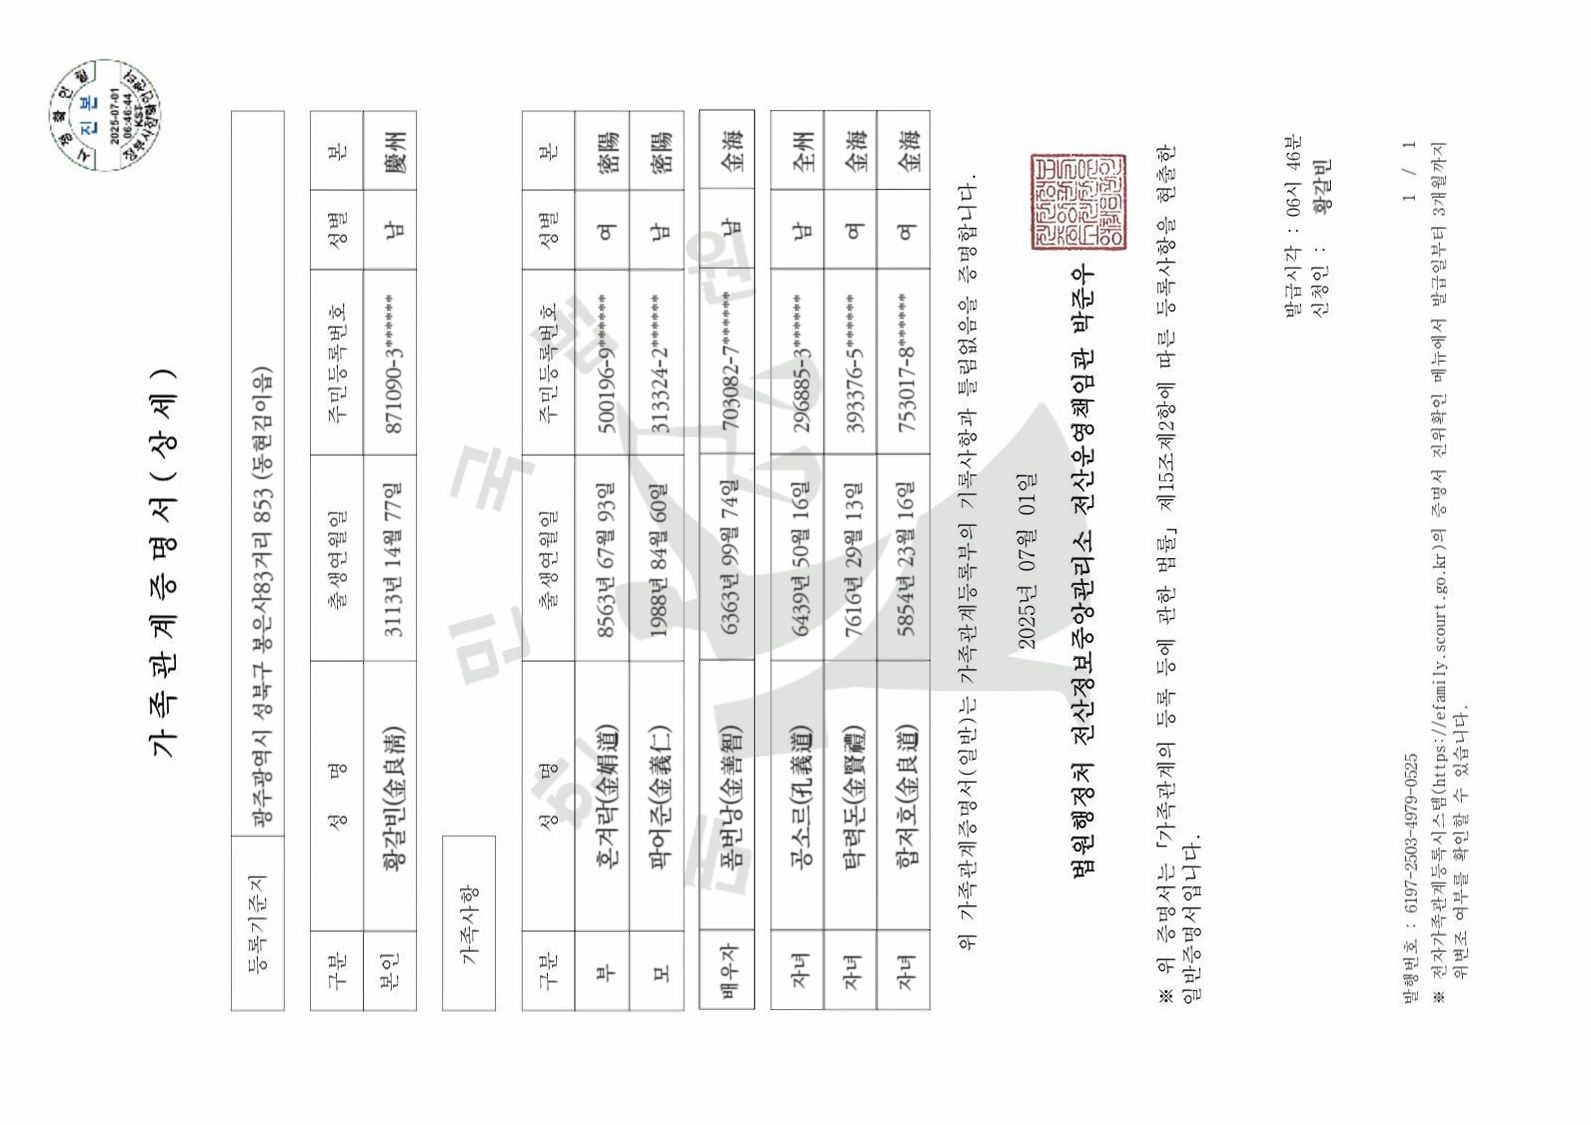 시 점 확 인 필
진 본
2025-07-01
06:46:44
KST
가 족 관 계 증 명 서 ( 상 세 )
등록기준지 광주광역시 성북구 봉은사83거리 853 (동현김이읍)
구분 성 명 출생연월일 주민등록번호 성별 본
본인 황갈빈(金良淸) 3113년 14월 77일 871090-3****** 남 慶州
가족사항
구분 성 명 출생연월일 주민등록번호 성별 본
부 혼겨락(金娟道) 8563년 67월 93일 500196-9****** 여 密陽
모 팍어준(金義仁) 1988년 84월 60일 313324-2****** 남 密陽
배우자 폼번낭(金善智) 6363년 99월 74일 703082-7****** 남 金海
자녀 공소르(孔義道) 6439년 50월 16일 296885-3****** 남 全州
자녀 탁력돈(金賢禮) 7616년 29월 13일 393376-5****** 여 金海
자녀 합저호(金良道) 5854년 23월 16일 753017-8****** 여 金海
위 가족관계증명서(일반)는 가족관계등록부의 기록사항과 틀림없음을 증명합니다.
2025년 07월 01일
법원행정처 전산정보중앙관리소 전산운영책임관 박준우
※ 위 증명서는 「가족관계의 등록 등에 관한 법률」 제15조제2항에 따른 등록사항을 현출한
일반증명서입니다.
발급시각 : 06시 46분
신청인 : 황갈빈
발행번호 : 6197-2503-4979-0525 1 / 1
※ 전자가족관계등록시스템(https://efamily.scourt.go.kr)의 증명서 진위확인 메뉴에서 발급일부터 3개월까지
위변조 여부를 확인할 수 있습니다.